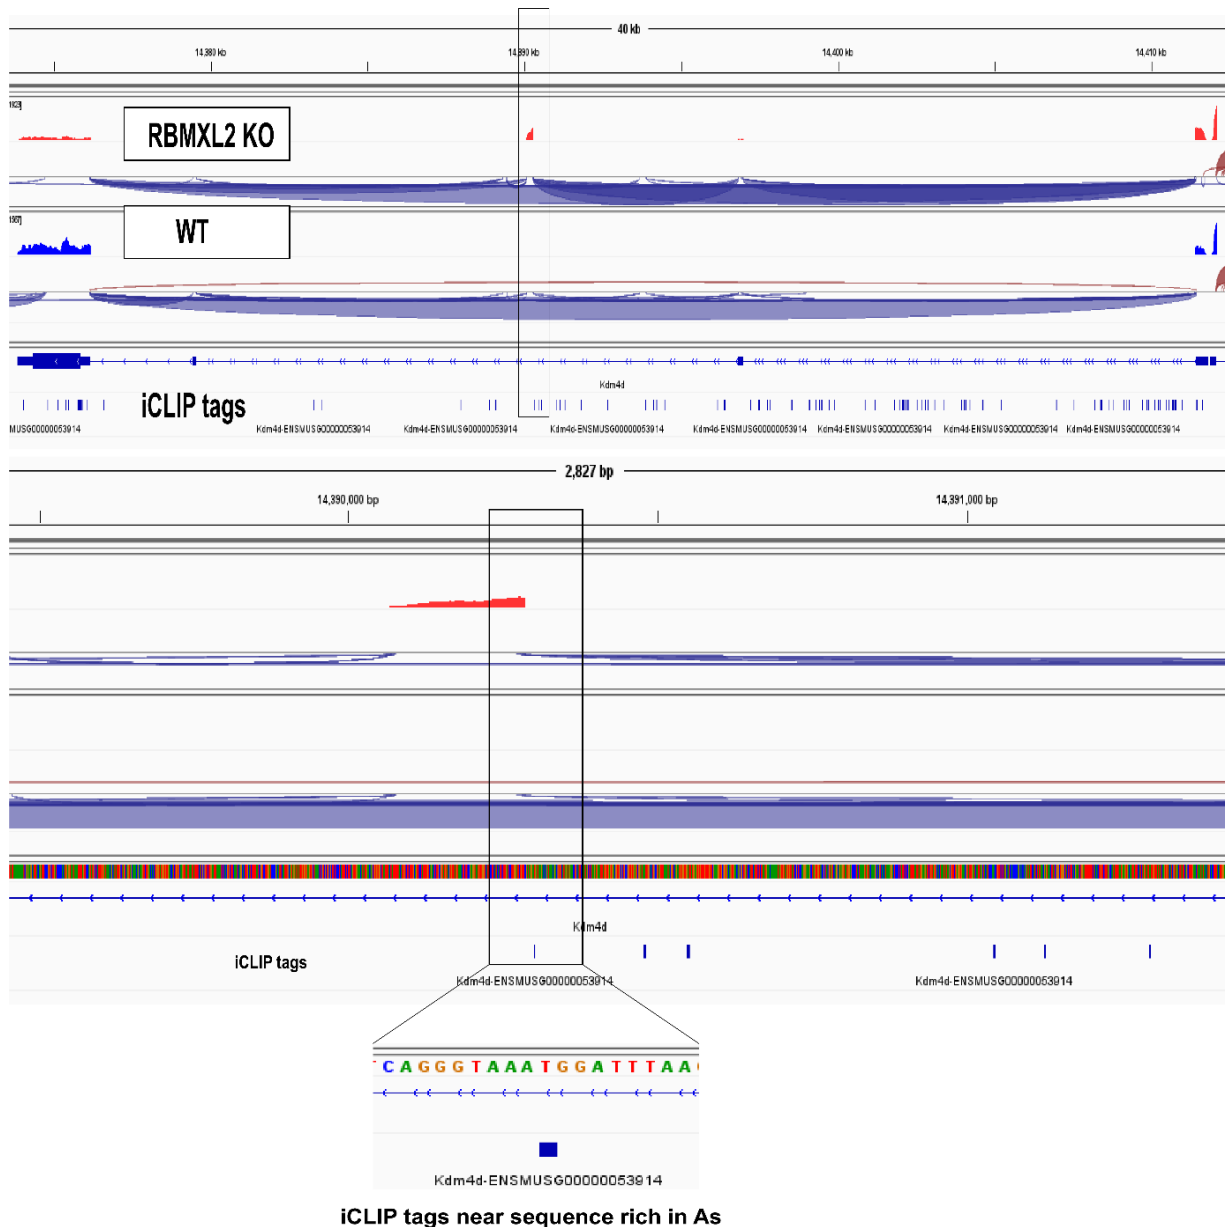 40 kb
14,380 kb 14,390 kb 14,400 kb 14,410 kb
RBMXL2 KO
WT
Kdm4d
iCLIP tags
MUSG00000053914 Kdm4d-ENSMUSG00000053914 Kdm4d-ENSMUSG00000053914 Kdm4d-ENSMUSG00000053914 Kdm4d-ENSMUSG00000053914 Kdm4d-ENSMUSG00000053914 Kdm4d-ENSMUSG00000053914 Kdm4d-ENSMUSG00000053914
2,827 bp
14,390,000 bp 14,391,000 bp
Kdm4d
iCLIP tags
Kdm4d-ENSMUSG00000053914 Kdm4d-ENSMUSG00000053914
C A G G G T A A A T G G A T T T A A
Kdm4d-ENSMUSG00000053914
iCLIP tags near sequence rich in As